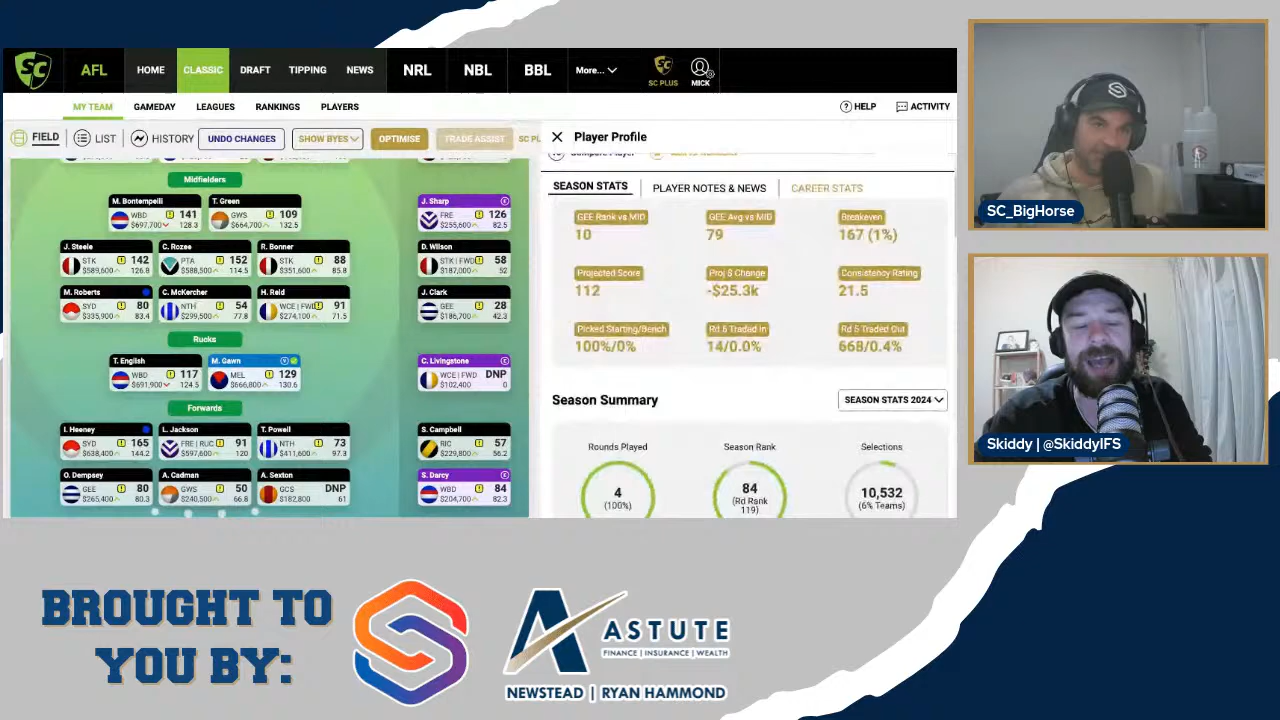 AFL HOME CLASSIC DRAFT TIPPING NEWS NRL NBL BBL More... SC PLUS MICK
MY TEAM GAMEDAY LEAGUES RANKINGS PLAYERS HELP ACTIVITY
FIELD LIST HISTORY UNDO CHANGES SHOW BYES OPTIMISE TRADE ASSIST SC PL
Player Profile
Midfielders
M. Bontempelli T. Green J. Sharp
WBD 141 GWS 109 FRE 126
$697,700 128.3 $664,700 132.5 $255,600 82.5
J. Steele C. Rozee R. Bonner D. Wilson
STK 142 PTA 152 STK 88 STK | FWD 58
$589,600 126.8 $588,500 114.5 $351,600 85.8 $187,000 52
M. Roberts C. McKercher H. Reid J. Clark
SYD 80 NTH 54 WCE | FWD 91 GEE 28
$335,900 83.4 $299,500 77.8 $274,100 71.5 $186,700 42.3
Rucks
T. English M. Gawn C. Livingstone
WBD 117 MEL 129 WCE | FWD DNP
$691,900 124.5 $666,800 130.6 $102,400 0
Forwards
I. Heeney L. Jackson T. Powell S. Campbell
SYD 165 FRE | RUC 91 NTH 73 RIC 57
$638,400 144.2 $597,600 120 $411,600 97.3 $229,800 56.2
O. Dempsey A. Cadman A. Sexton S. Darcy
GEE 80 GWS 50 GCS DNP WBD 84
$265,400 80.3 $240,500 66.8 $182,800 61 $204,700 82.3
SEASON STATS PLAYER NOTES & NEWS CAREER STATS
GEE Rank vs MID GEE Avg vs MID Breakeven
10 79 167 (1%)
Projected Score Proj $ Change Consistency Rating
112 -$25.3k 21.5
Picked Starting/Bench Rd 5 Traded In Rd 5 Traded Out
100%/0% 14/0.0% 668/0.4%
Season Summary SEASON STATS 2024
Rounds Played Season Rank Selections
4 84 10,532
(100%) (Rd Rank 119) (6% Teams)
SC_BigHorse
Skiddy | @SkiddyIFS
BROUGHT TO
YOU BY:
ASTUTE
FINANCE | INSURANCE | WEALTH
NEWSTEAD | RYAN HAMMOND